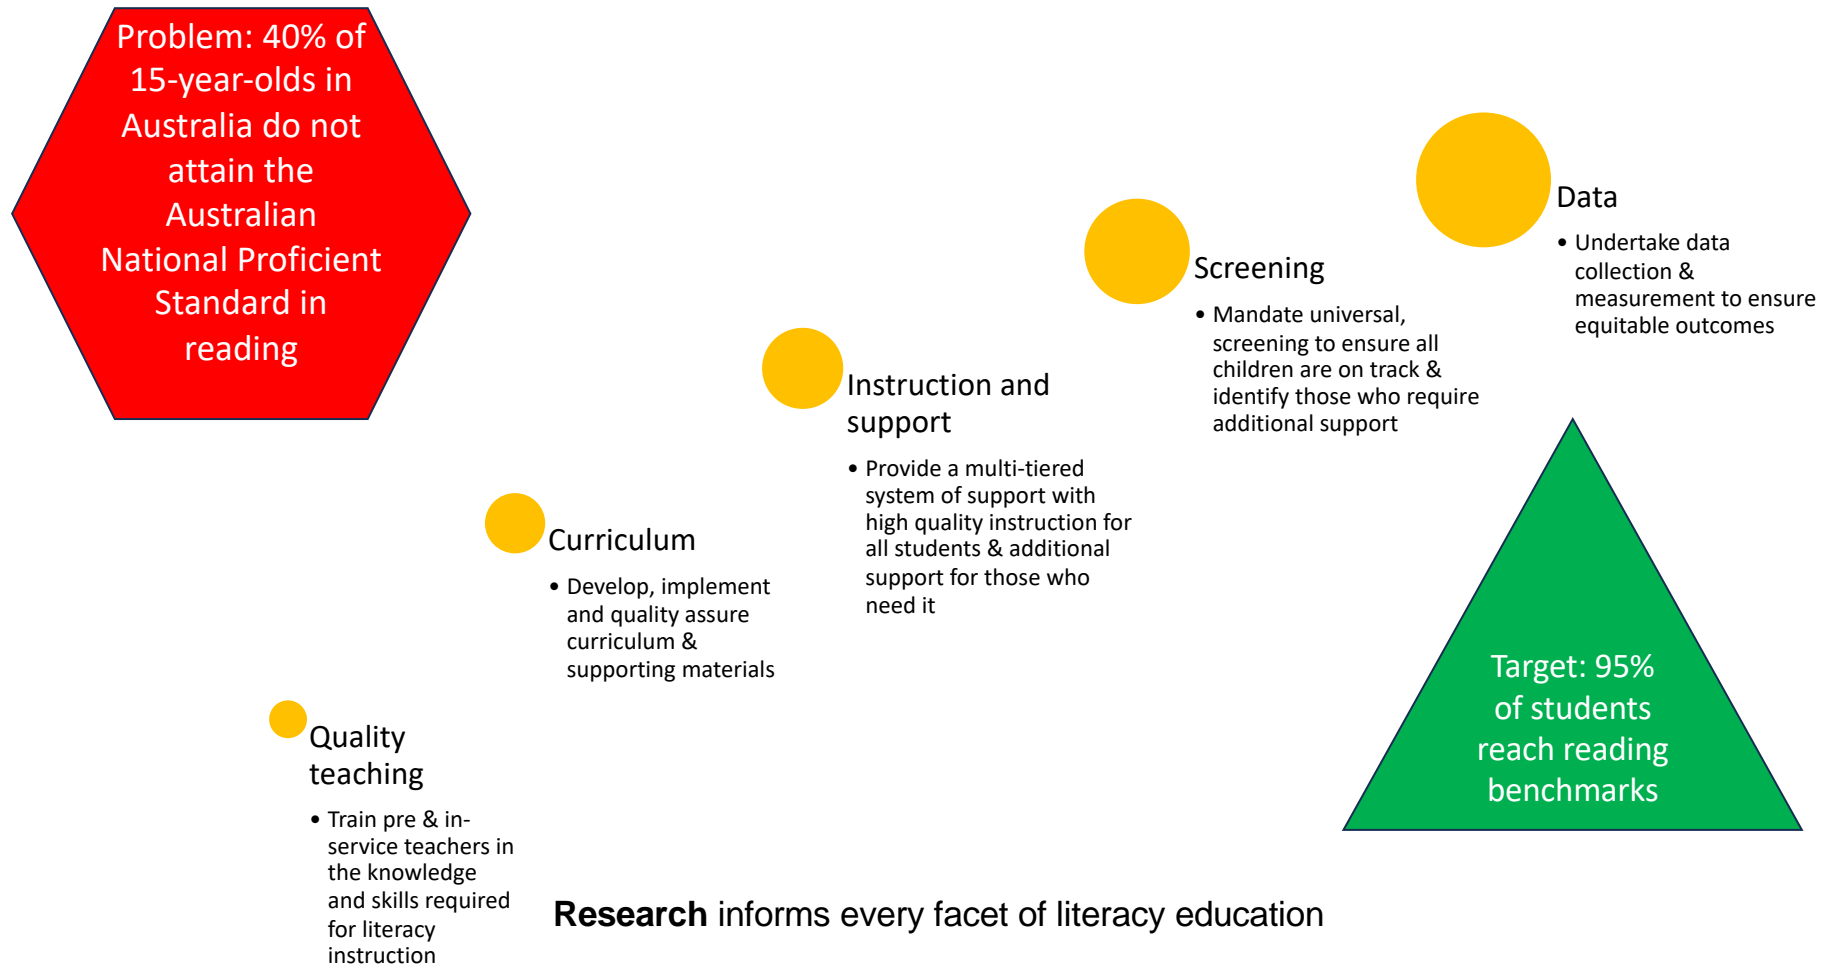 Problem: 40% of
15-year-olds in
Australia do not
attain the
Australian
National Proficient
Standard in
reading
Quality
teaching
• Train pre & in-
service teachers in
the knowledge
and skills required
for literacy
instruction
Curriculum
• Develop, implement
and quality assure
curriculum &
supporting materials
Instruction and
support
• Provide a multi-tiered
system of support with
high quality instruction for
all students & additional
support for those who
need it
Screening
• Mandate universal,
screening to ensure all
children are on track &
identify those who require
additional support
Data
• Undertake data
collection &
measurement to ensure
equitable outcomes
Target: 95%
of students
reach reading
benchmarks
Research informs every facet of literacy education